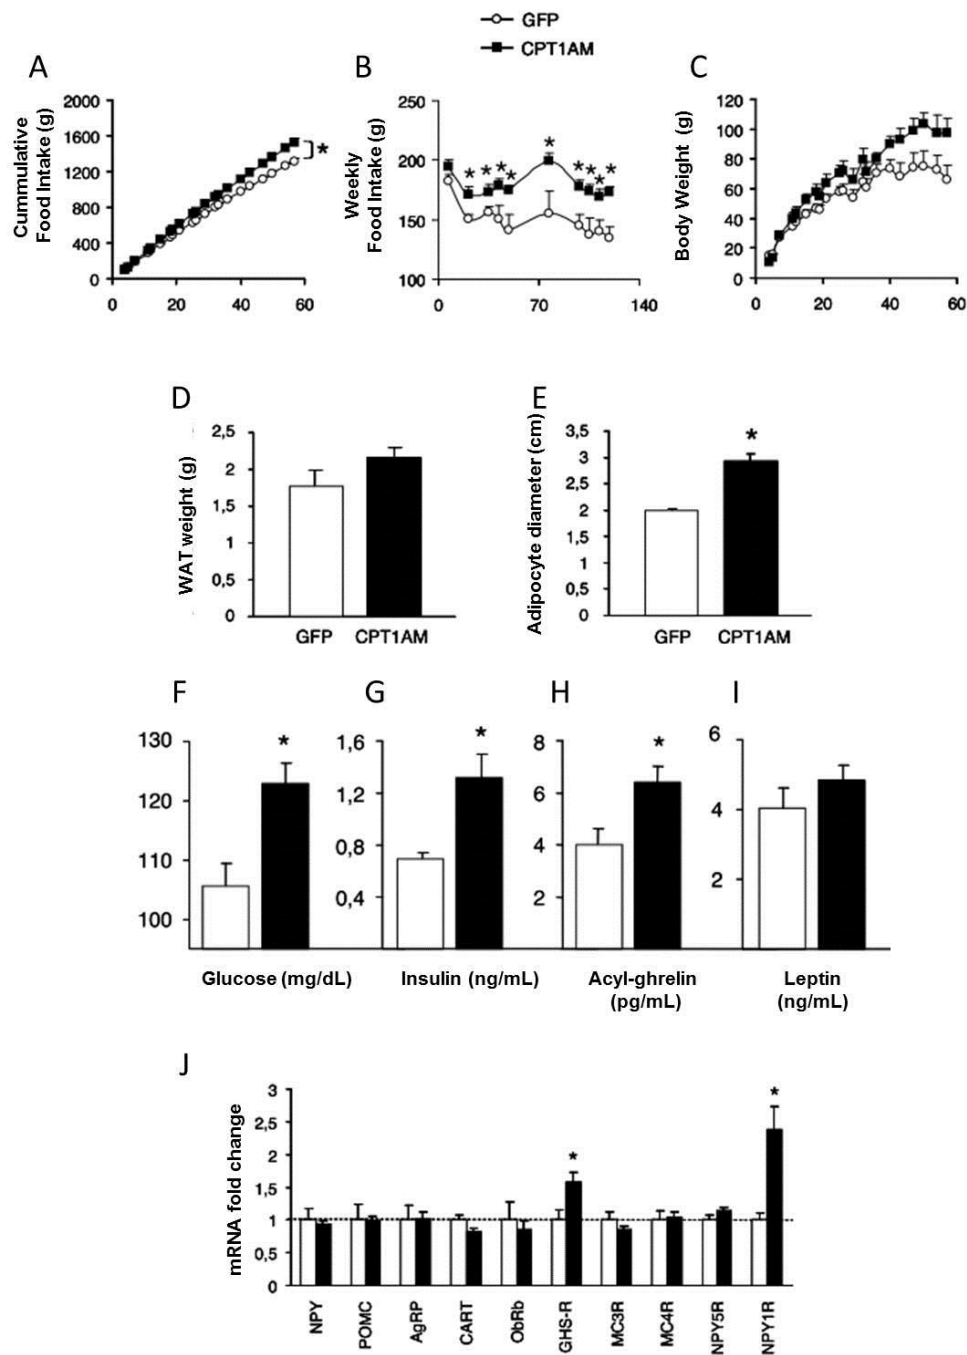 GFP
CPT1AM
A
B
C
Cummulative
Food Intake (g)
2000
1600
1200
800
400
0
*
0 20 40 60
Weekly
Food Intake (g)
250
200
150
100
* * * * * * * * *
0 70 140
Body Weight (g)
120
100
80
60
40
20
0
0 20 40 60
D
E
WAT weight (g)
2,5
2
1,5
1
0,5
0
GFP CPT1AM
Adipocyte diameter (cm)
3,5
3
2,5
2
1,5
1
0,5
0
*
GFP CPT1AM
F
G
H
I
130
120
110
100
*
Glucose (mg/dL)
1,6
1,2
0,8
0,4
*
Insulin (ng/mL)
8
6
4
2
*
Acyl-ghrelin
(pg/mL)
6
4
2
Leptin
(ng/mL)
J
mRNA fold change
3
2,5
2
1,5
1
0,5
0
*
*
NPY
POMC
AgRP
CART
ObRb
GHS-R
MC3R
MC4R
NPY5R
NPY1R